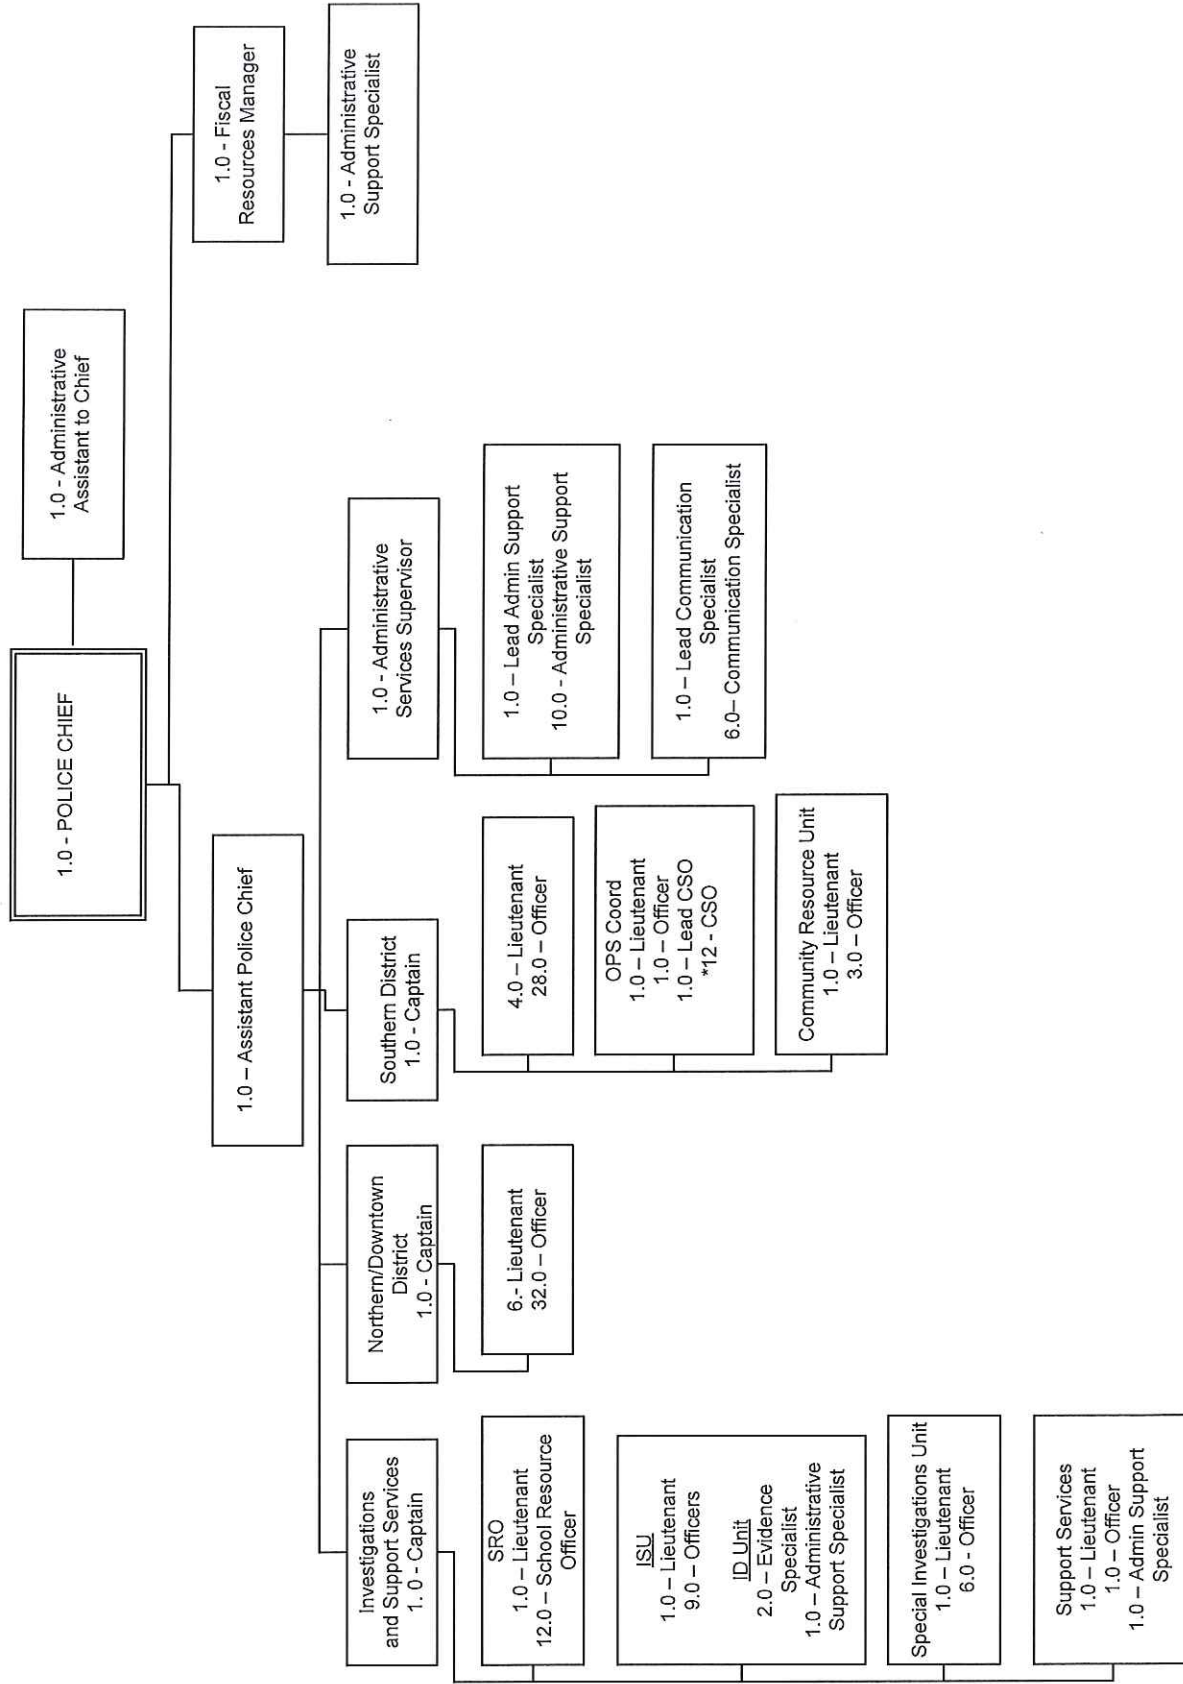 1.0 - POLICE CHIEF
1.0 - Administrative
Assistant to Chief
1.0 – Assistant Police Chief
1.0 - Fiscal
Resources Manager
1.0 - Administrative
Support Specialist
Investigations
and Support Services
1. 0 - Captain
SRO
1.0 – Lieutenant
12.0 – School Resource
Officer
ISU
1.0 – Lieutenant
9.0 – Officers
ID Unit
2.0 – Evidence
Specialist
1.0 – Administrative
Support Specialist
Special Investigations Unit
1.0 – Lieutenant
6.0 - Officer
Support Services
1.0 – Lieutenant
1.0 – Officer
1.0 – Admin Support
Specialist
Northern/Downtown
District
1.0 - Captain
6.- Lieutenant
32.0 – Officer
Southern District
1.0 - Captain
4.0 – Lieutenant
28.0 – Officer
OPS Coord
1.0 – Lieutenant
1.0 – Officer
1.0 – Lead CSO
*12 - CSO
Community Resource Unit
1.0 – Lieutenant
3.0 – Officer
1.0 - Administrative
Services Supervisor
1.0 – Lead Admin Support
Specialist
10.0 - Administrative Support
Specialist
1.0 – Lead Communication
Specialist
6.0– Communication Specialist